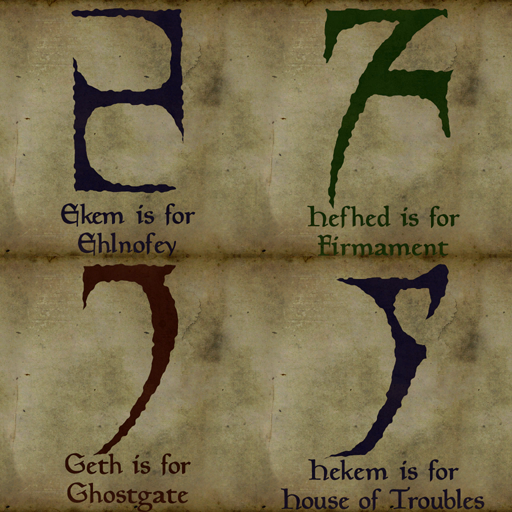 Ekem is for
Ehlnofey
Hefhed is for
Firmament
Geth is for
Ghostgate
Hekem is for
House of Troubles